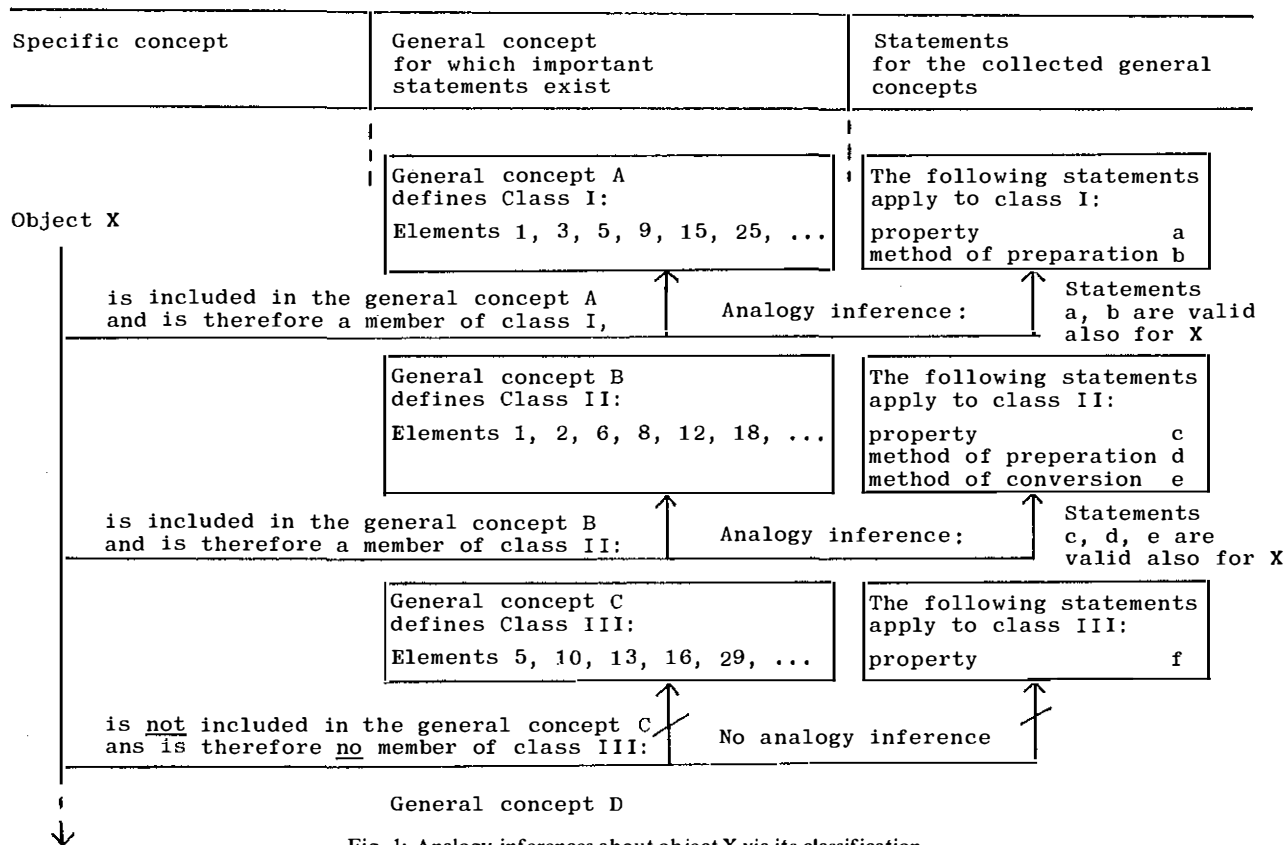 Specific concept
General concept
for which important
statements exist
Statements
for the collected general
concepts
Object X
General concept A
defines Class I:
Elements 1, 3, 5, 9, 15, 25, ...
The following statements
apply to class I:
property a
method of preparation b
is included in the general concept A
and is therefore a member of class I,
Analogy inference:
Statements
a, b are valid
also for X
General concept B
defines Class II:
Elements 1, 2, 6, 8, 12, 18, ...
The following statements
apply to class II:
property c
method of preperation d
method of conversion e
is included in the general concept B
and is therefore a member of class II:
Analogy inference:
Statements
c, d, e are
valid also for X
General concept C
defines Class III:
Elements 5, 10, 13, 16, 29, ...
The following statements
apply to class III:
property f
is not included in the general concept C
ans is therefore no member of class III:
No analogy inference
General concept D
Fig. 1: Analogy inferences about object X via its classification